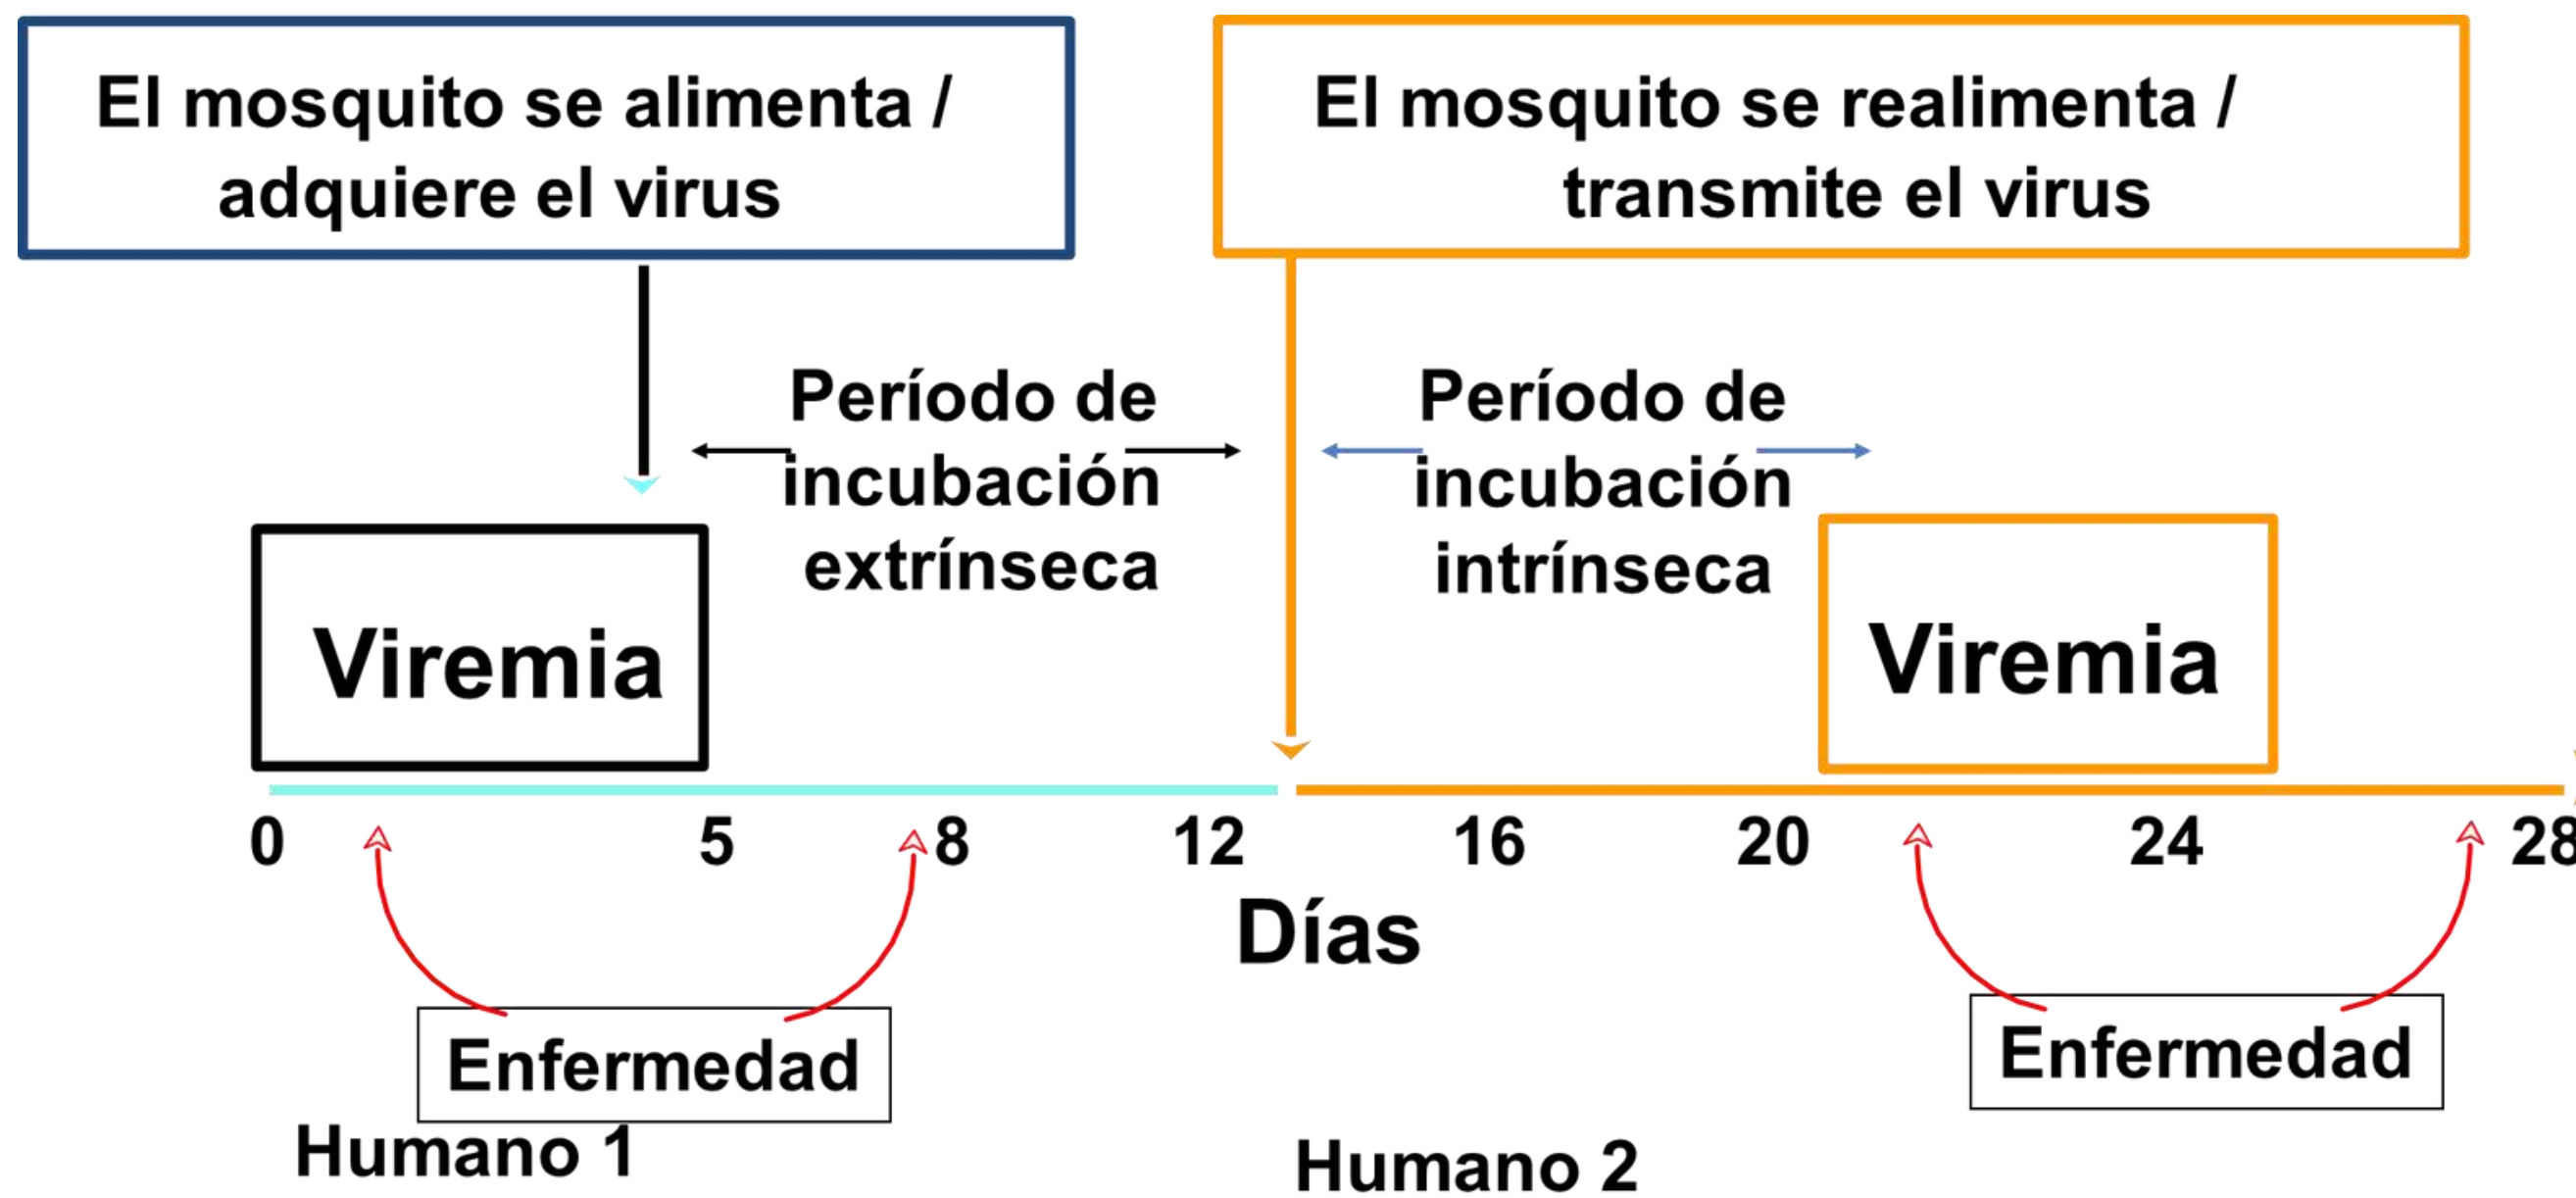 El mosquito se alimenta /
adquiere el virus
El mosquito se realimenta /
transmite el virus
Período de
incubación
extrínseca
Período de
incubación
intrínseca
Viremia
Viremia
0 5 8 12 16 20 24 28
Días
Enfermedad
Enfermedad
Humano 1
Humano 2